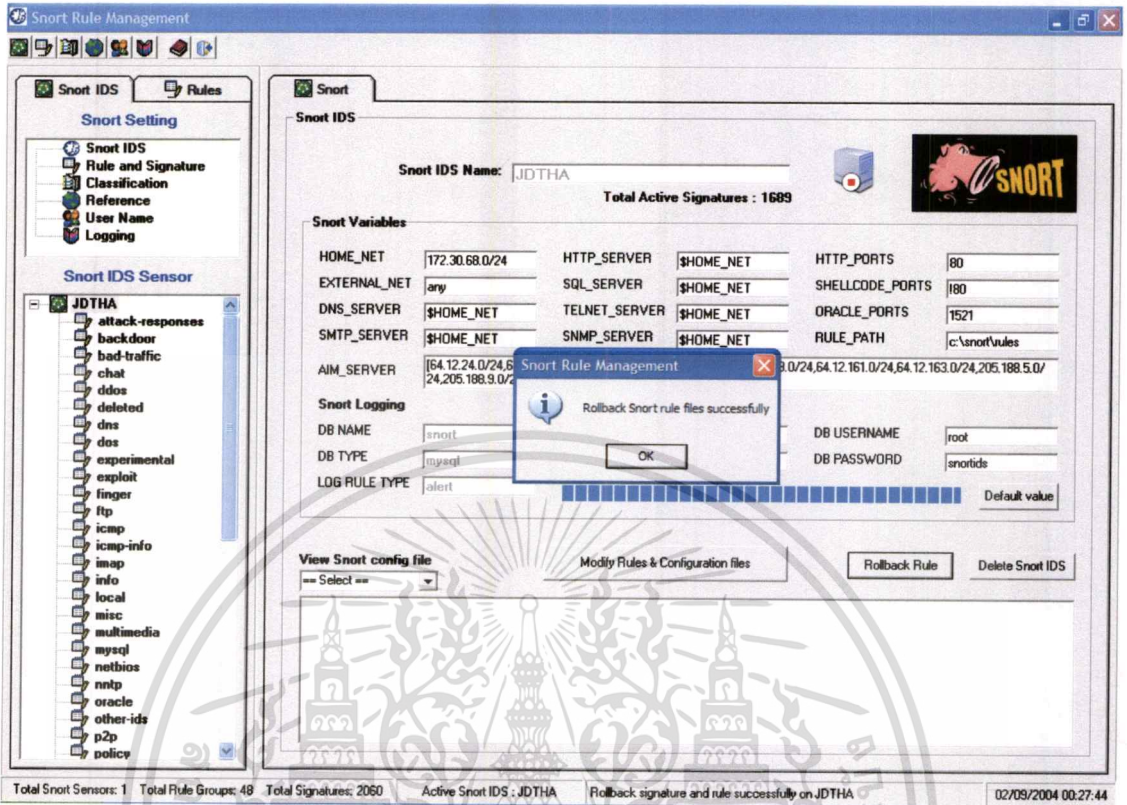 Snort Rule Management
Snort IDS
Rules
Snort Setting
Snort IDS
Rule and Signature
Classification
Reference
User Name
Logging
Snort IDS Sensor
JDTHA
attack-responses
backdoor
bad-traffic
chat
ddos
deleted
dns
dos
experimental
exploit
finger
ftp
icmp
icmp-info
imap
info
local
misc
multimedia
mysql
netbios
nntp
oracle
other-ids
p2p
policy
Snort
Snort IDS
Snort IDS Name: JDTHA
Total Active Signatures : 1689
SNORT
Snort Variables
HOME_NET 172.30.68.0/24 HTTP_SERVER $HOME_NET HTTP_PORTS 80
EXTERNAL_NET any SQL_SERVER $HOME_NET SHELLCODE_PORTS !80
DNS_SERVER $HOME_NET TELNET_SERVER $HOME_NET ORACLE_PORTS 1521
SMTP_SERVER $HOME_NET SNMP_SERVER $HOME_NET RULE_PATH c:\snort\rules
AIM_SERVER [64.12.24.0/24,6 .0/24,64.12.161.0/24,64.12.163.0/24,205.188.5.0/
24,205.188.9.0/2
Snort Rule Management
Rollback Snort rule files successfully
OK
Snort Logging
DB NAME snort DB USERNAME root
DB TYPE mysql DB PASSWORD snortids
LOG RULE TYPE alert
Default value
View Snort config file
== Select ==
Modify Rules & Configuration files
Rollback Rule
Delete Snort IDS
Total Snort Sensors: 1 Total Rule Groups: 48 Total Signatures: 2060 Active Snort IDS : JDTHA Rollback signature and rule successfully on JDTHA 02/09/2004 00:27:44